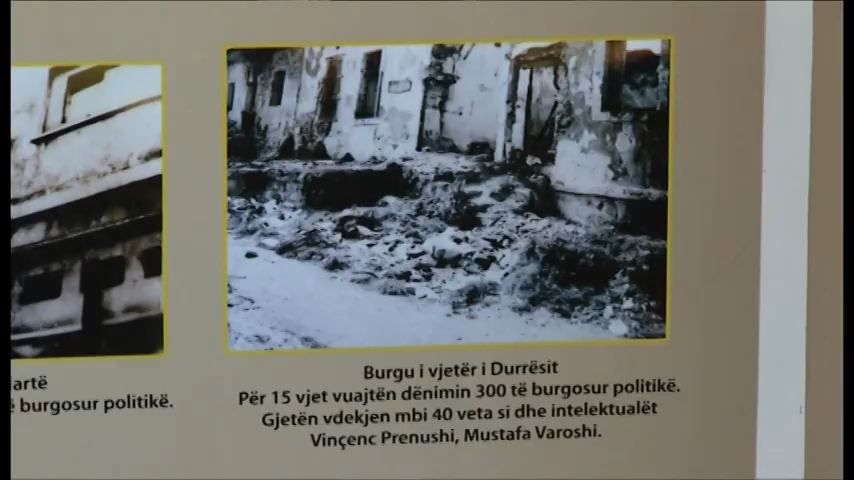 artë
burgosur politikë.
Burgu i vjetër i Durrësit
Për 15 vjet vuajtën dënimin 300 të burgosur politikë.
Gjetën vdekjen mbi 40 veta si dhe intelektualët
Vinçenc Prenushi, Mustafa Varoshi.